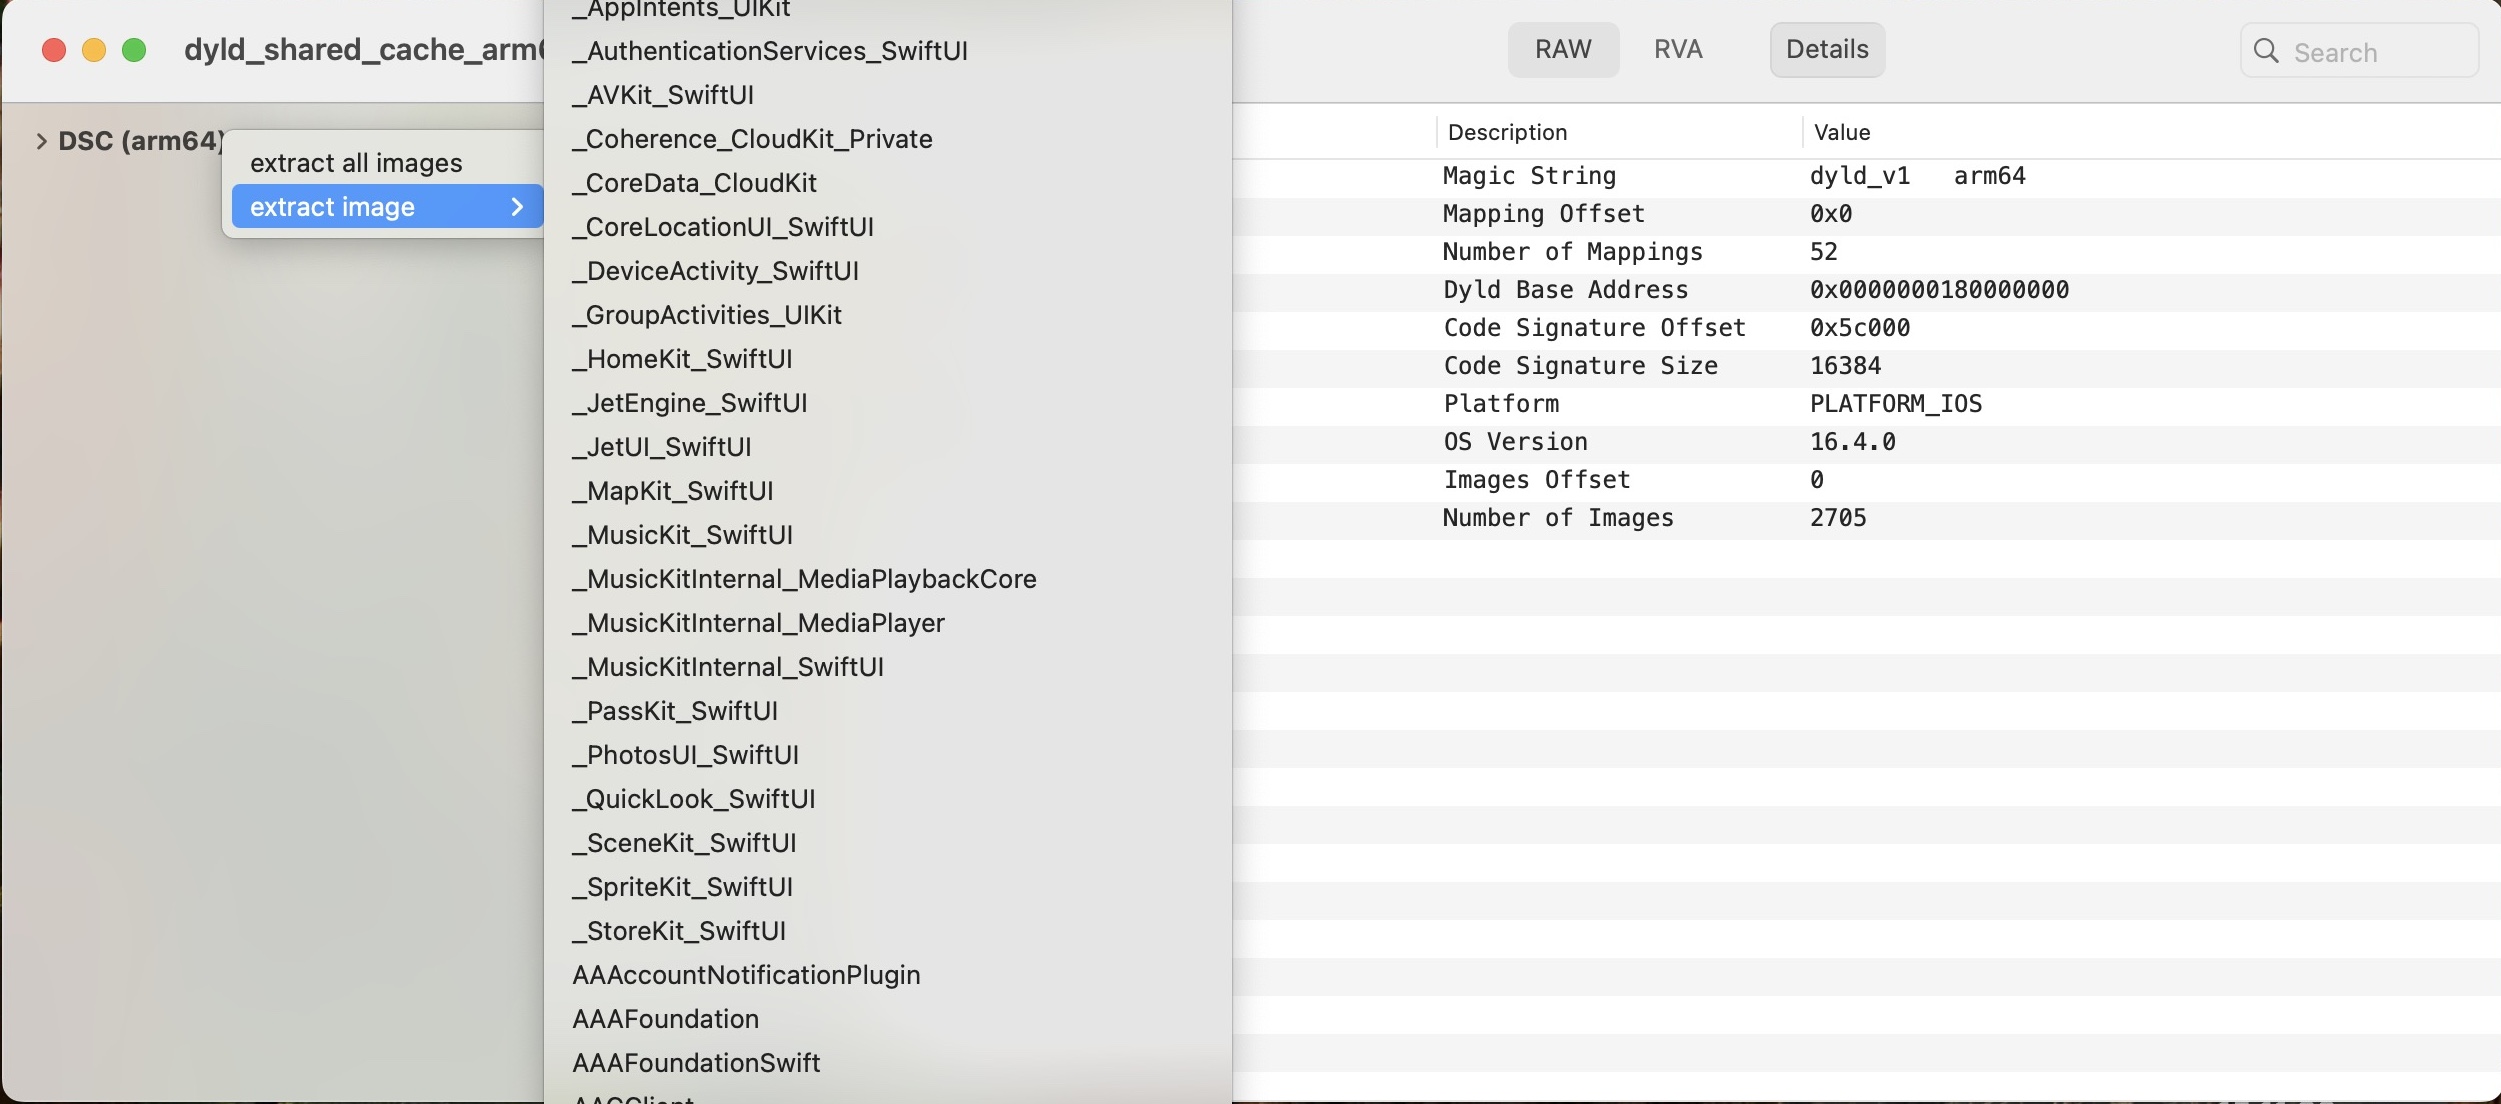 dyld_shared_cache_arm6
RAW
RVA
Details
Search
DSC (arm64)
extract all images
extract image
_AppIntents_UIKit
_AuthenticationServices_SwiftUI
_AVKit_SwiftUI
_Coherence_CloudKit_Private
_CoreData_CloudKit
_CoreLocationUI_SwiftUI
_DeviceActivity_SwiftUI
_GroupActivities_UIKit
_HomeKit_SwiftUI
_JetEngine_SwiftUI
_JetUI_SwiftUI
_MapKit_SwiftUI
_MusicKit_SwiftUI
_MusicKitInternal_MediaPlaybackCore
_MusicKitInternal_MediaPlayer
_MusicKitInternal_SwiftUI
_PassKit_SwiftUI
_PhotosUI_SwiftUI
_QuickLook_SwiftUI
_SceneKit_SwiftUI
_SpriteKit_SwiftUI
_StoreKit_SwiftUI
AAAccountNotificationPlugin
AAAFoundation
AAAFoundationSwift
Description Value
Magic String dyld_v1 arm64
Mapping Offset 0x0
Number of Mappings 52
Dyld Base Address 0x0000000180000000
Code Signature Offset 0x5c000
Code Signature Size 16384
Platform PLATFORM_IOS
OS Version 16.4.0
Images Offset 0
Number of Images 2705